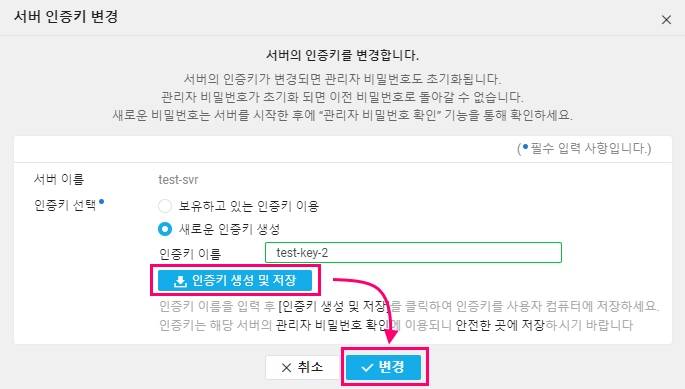 서버 인증키 변경
서버의 인증키를 변경합니다.
서버의 인증키가 변경되면 관리자 비밀번호도 초기화됩니다.
관리자 비밀번호가 초기화 되면 이전 비밀번호로 돌아갈 수 없습니다.
새로운 비밀번호는 서버를 시작한 후에 "관리자 비밀번호 확인" 기능을 통해 확인하세요.
(• 필수 입력 사항입니다.)
서버 이름 test-svr
인증키 선택• 보유하고 있는 인증키 이용
새로운 인증키 생성
인증키 이름 test-key-2
인증키 생성 및 저장
인증키 이름을 입력 후 [인증키 생성 및 저장]를 클릭하여 인증키를 사용자 컴퓨터에 저장하세요.
인증키는 해당 서버의 관리자 비밀번호 확인에 이용되니 안전한 곳에 저장하시기 바랍니다
취소 변경